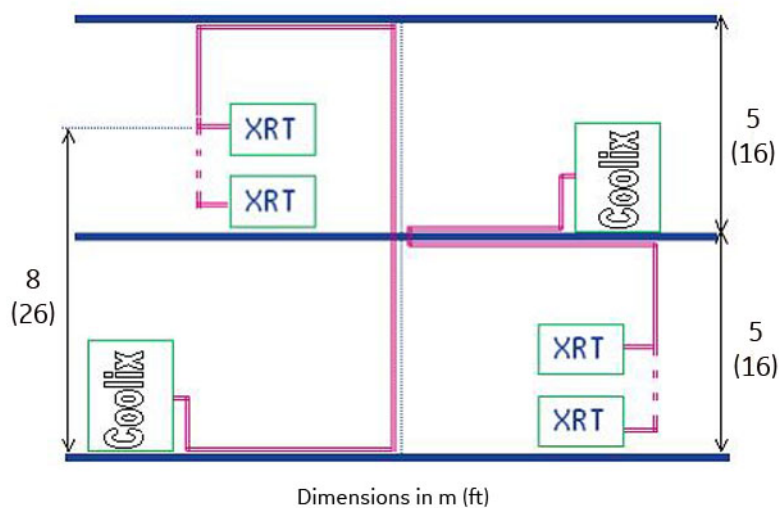 XRT
XRT
5
(16)
Coolix
8
(26)
Coolix
XRT
XRT
5
(16)
Dimensions in m (ft)